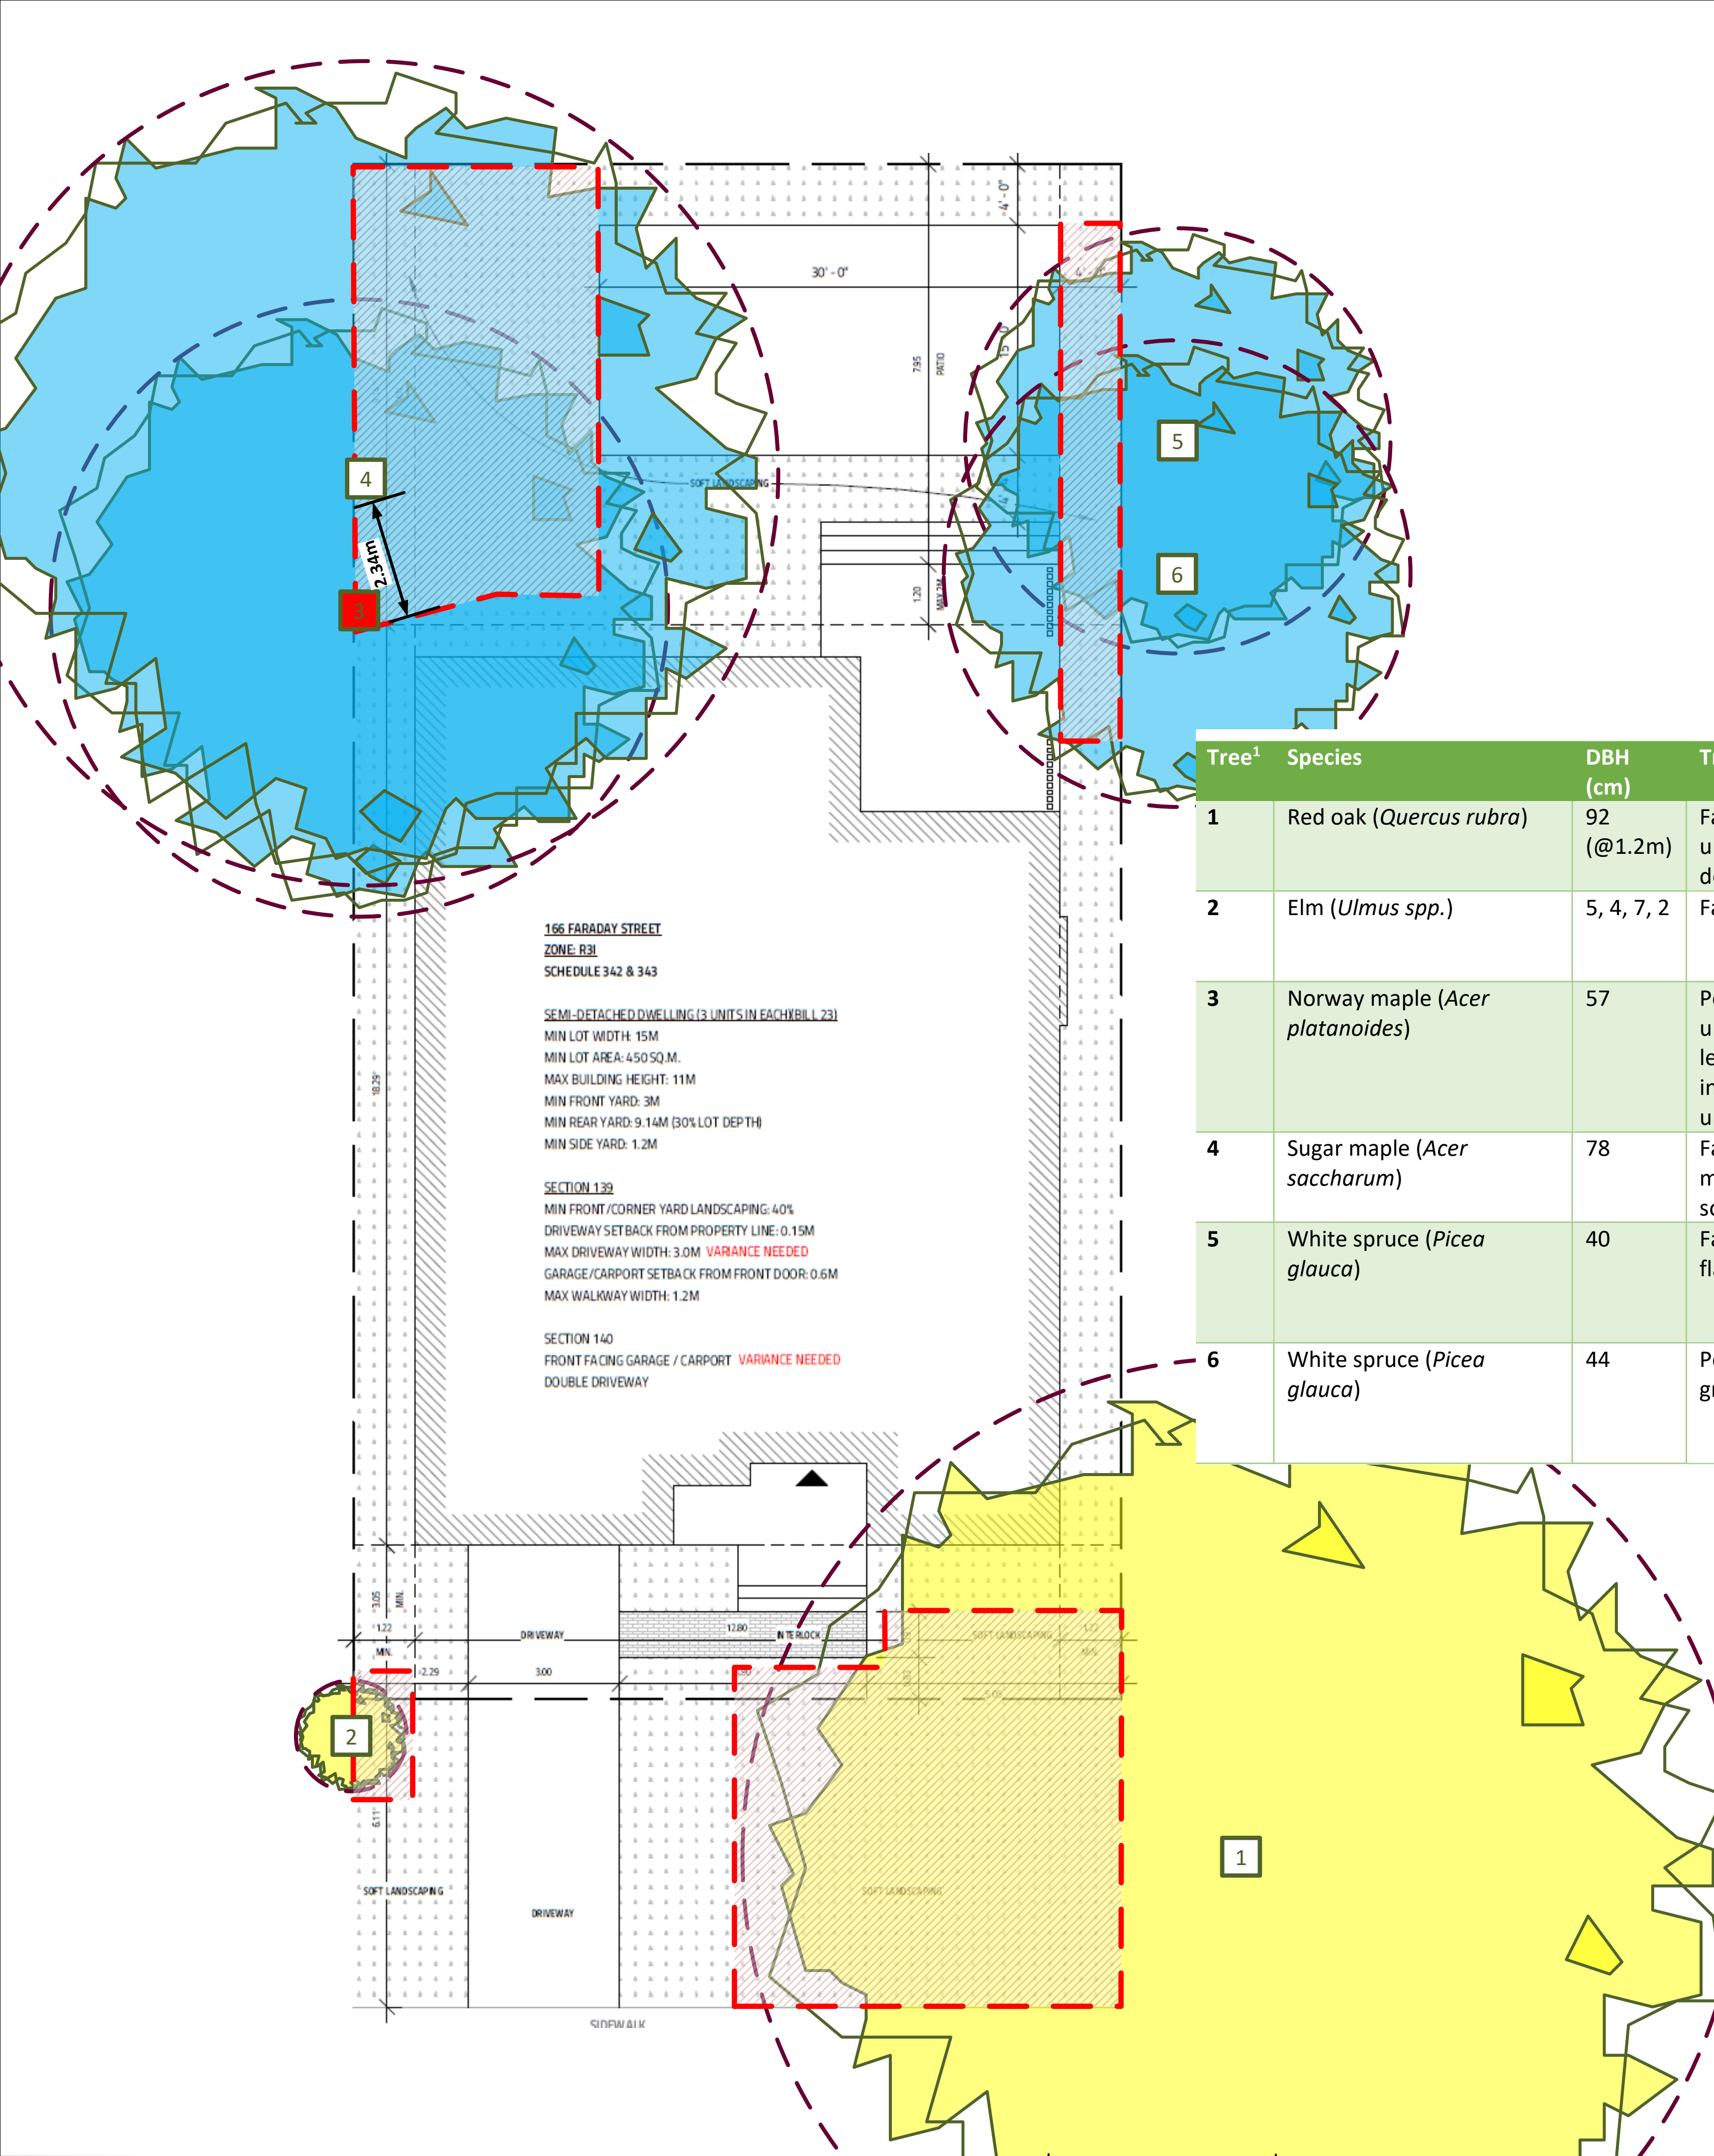 4' - 0"
30' - 0"
4' - 0"
15' - 0"
7.95
PATIO
5
4
SOFT LANDSCAPING
2.34m
6
1.20
3
Tree1 Species DBH
(cm)
1 Red oak (Quercus rubra) 92
(@1.2m)
2 Elm (Ulmus spp.) 5, 4, 7, 2
3 Norway maple (Acer
platanoides) 57
4 Sugar maple (Acer
saccharum) 78
5 White spruce (Picea
glauca) 40
6 White spruce (Picea
glauca) 44
166 FARADAY STREET
ZONE: R3I
SCHEDULE 342 & 343
SEMI-DETACHED DWELLING (3 UNITS IN EACH)(BILL 23)
MIN LOT WIDTH: 15M
MIN LOT AREA: 450 SQ.M.
MAX BUILDING HEIGHT: 11M
MIN FRONT YARD: 3M
MIN REAR YARD: 9.14M (30% LOT DEPTH)
MIN SIDE YARD: 1.2M
18.29
SECTION 139
MIN FRONT/CORNER YARD LANDSCAPING: 40%
DRIVEWAY SETBACK FROM PROPERTY LINE: 0.15M
MAX DRIVEWAY WIDTH: 3.0M VARIANCE NEEDED
GARAGE/CARPORT SETBACK FROM FRONT DOOR: 0.6M
MAX WALKWAY WIDTH: 1.2M
SECTION 140
FRONT FACING GARAGE / CARPORT VARIANCE NEEDED
DOUBLE DRIVEWAY
3.05
MIN.
1.22
MIN.
DRIVEWAY
12.80
INTERLOCK
SOFT LANDSCAPING
1.22
MIN.
2.29
3.00
2
6.11
1
SOFT LANDSCAPING
DRIVEWAY
SOFT LANDSCAPING
SIDEWALK